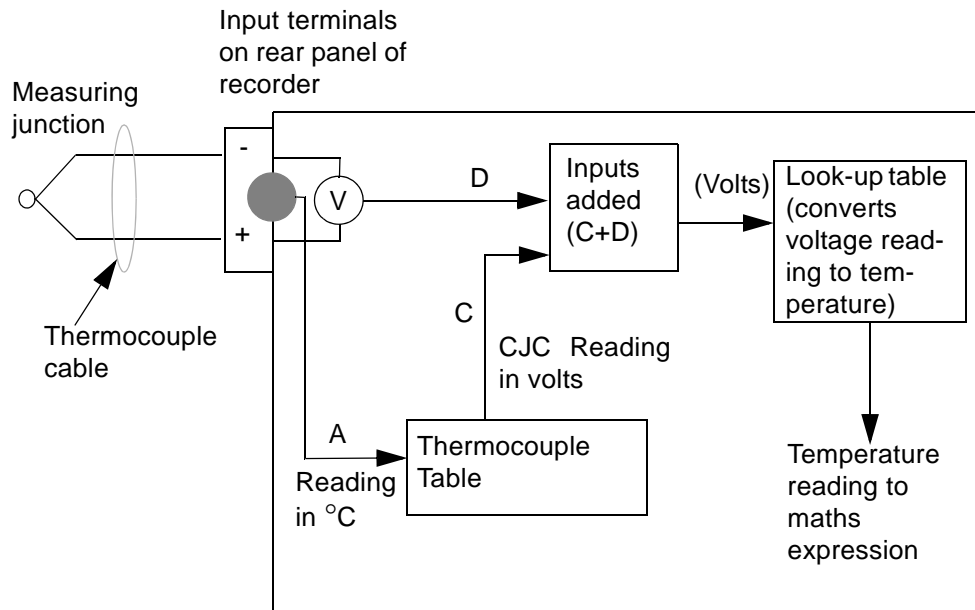 Input terminals
on rear panel of
recorder
Measuring
junction
-
+
V
D
Inputs
added
(C+D)
(Volts)
Look-up table
(converts
voltage read-
ing to tem-
perature)
Thermocouple
cable
C
CJC Reading
in volts
A
Reading
in °C
Thermocouple
Table
Temperature
reading to
maths
expression